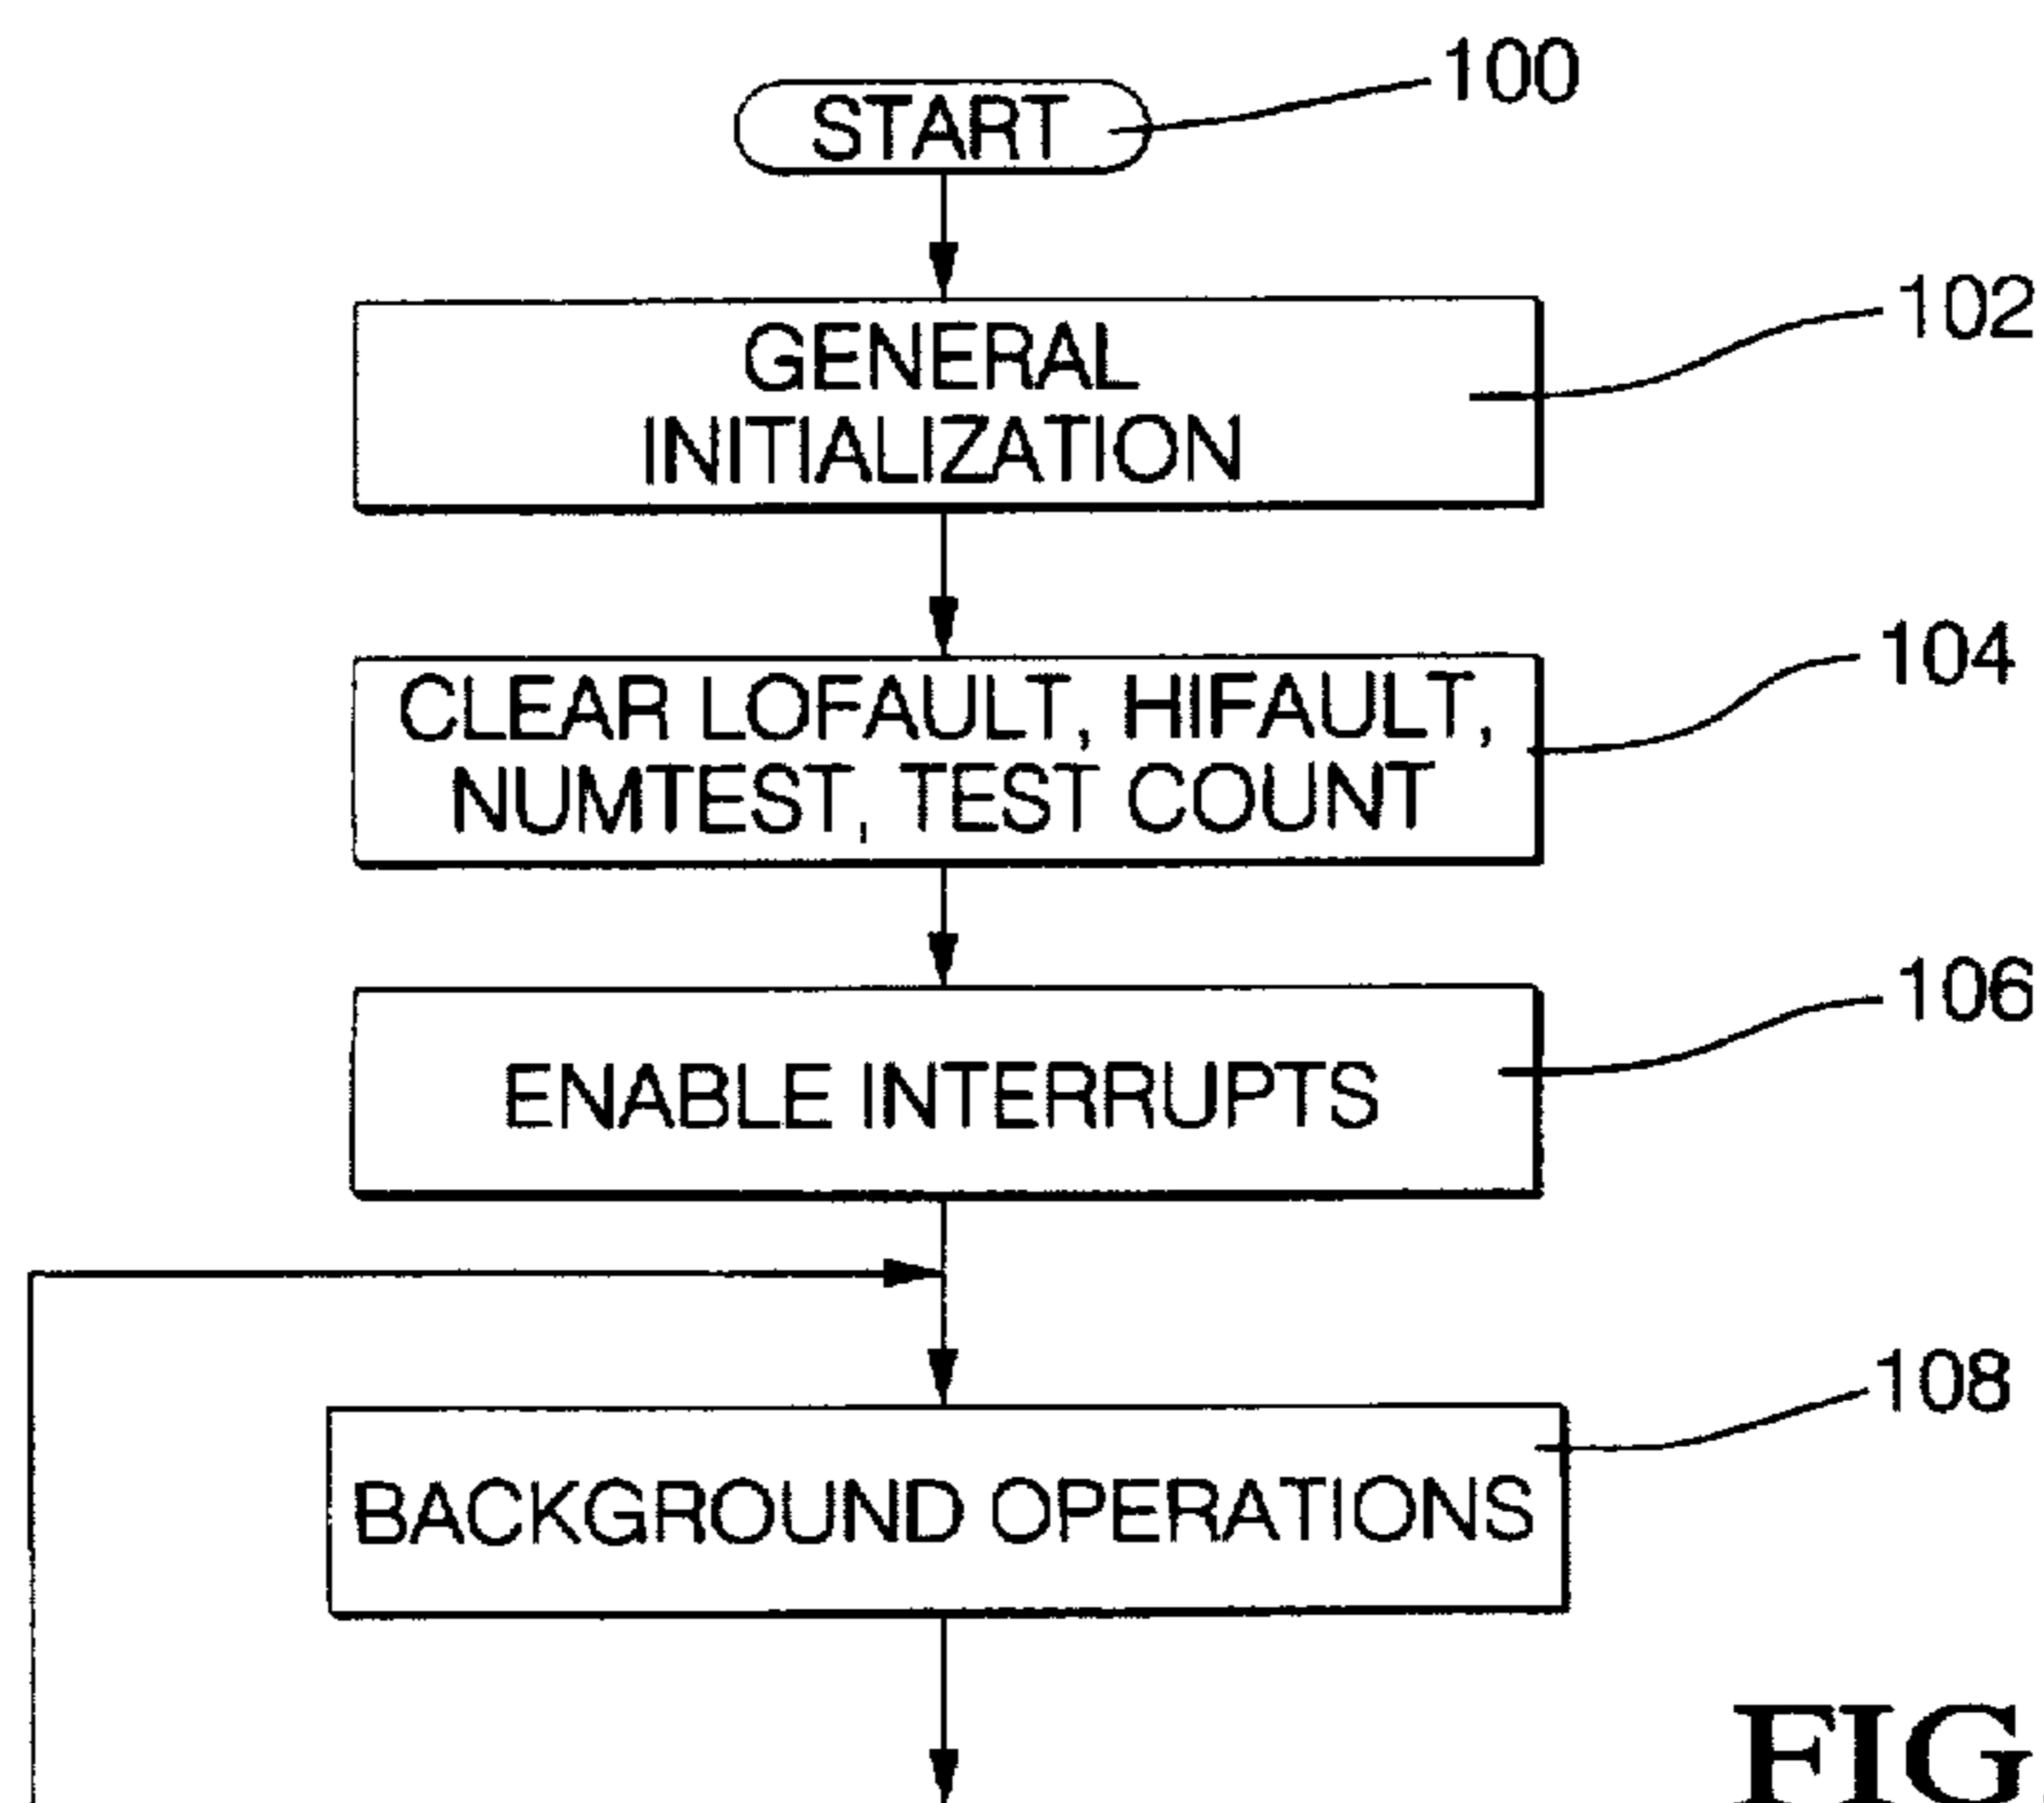 START
100
GENERAL
INITIALIZATION
102
CLEAR LOFAULT, HIFAULT,
NUMTEST, TEST COUNT
104
ENABLE INTERRUPTS
106
BACKGROUND OPERATIONS
108
FIG.